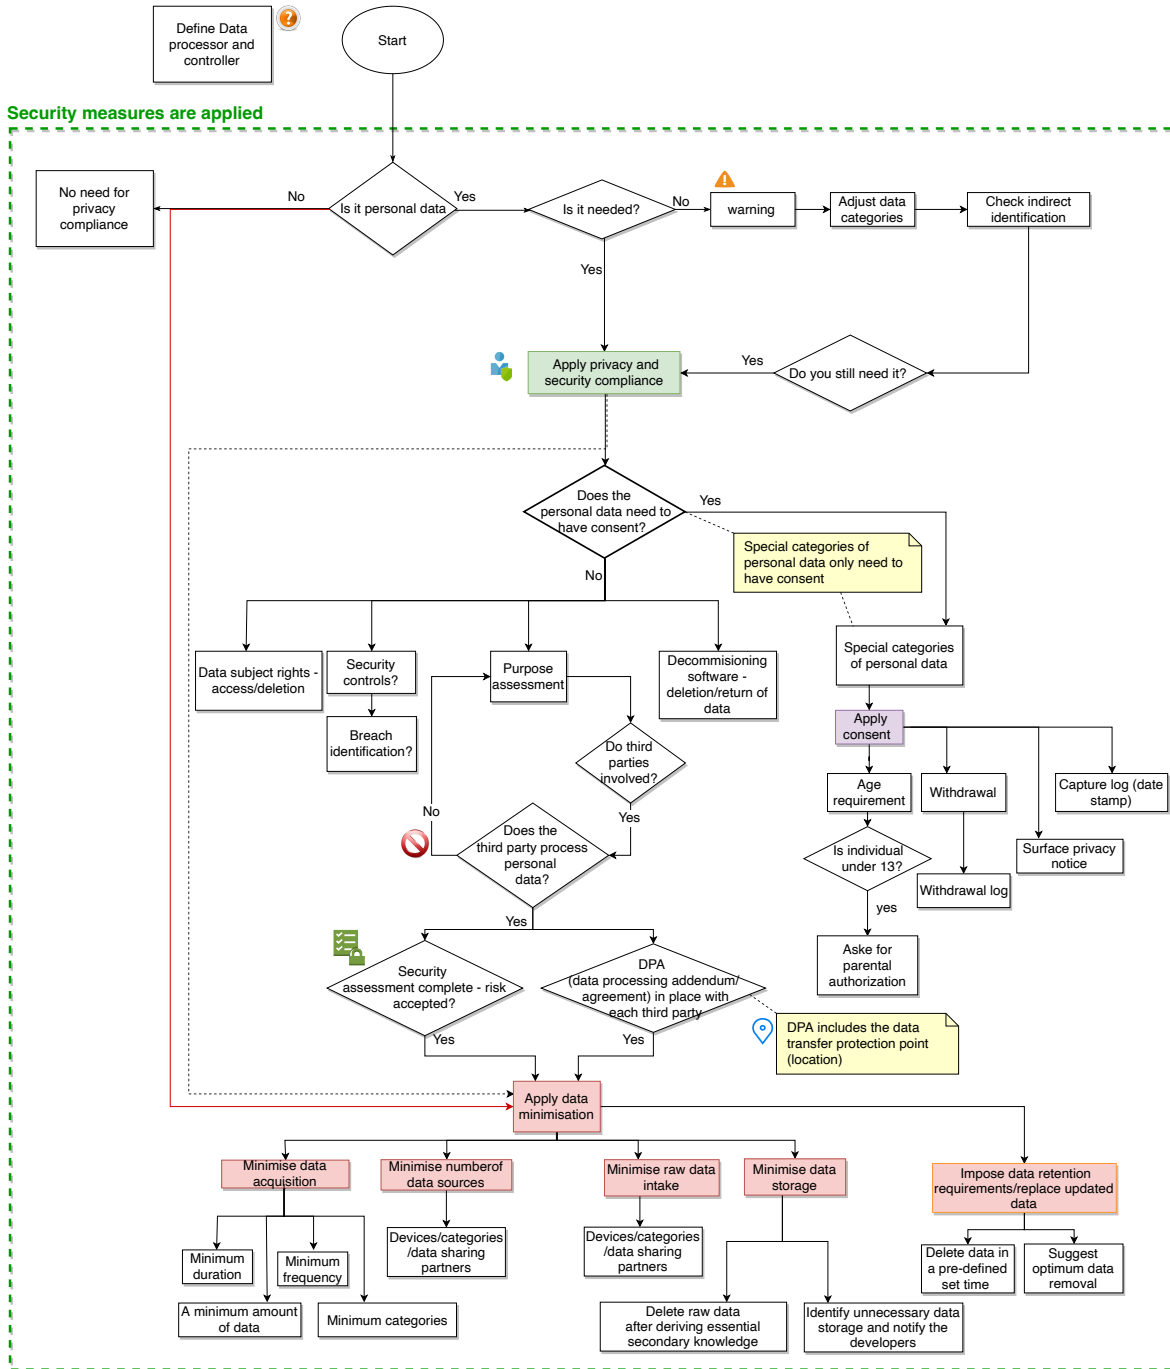 Define Data
processor and
controller
Start
Security measures are applied
No need for
privacy
compliance
No
Is it personal data
Yes
Is it needed?
No
warning
Adjust data
categories
Check indirect
identification
Yes
Apply privacy and
security compliance
Yes
Do you still need it?
Does the
personal data need to
have consent?
Yes
Special categories of
personal data only need to
have consent
No
Data subject rights -
access/deletion
Security
controls?
Purpose
assessment
Decommisioning
software -
deletion/return of
data
Special categories
of personal data
Breach
identification?
Do third
parties
involved?
Apply
consent
Age
requirement
Withdrawal
Capture log (date
stamp)
No
Yes
Does the
third party process
personal
data?
Is individual
under 13?
Surface privacy
notice
Withdrawal log
yes
Yes
Aske for
parental
authorization
Security
assessment complete - risk
accepted?
DPA
(data processing addendum/
agreement) in place with
each third party
DPA includes the data
transfer protection point
(location)
Yes
Yes
Apply data
minimisation
Minimise data
acquisition
Minimise numberof
data sources
Minimise raw data
intake
Minimise data
storage
Impose data retention
requirements/replace updated
data
Minimum
duration
Minimum
frequency
Devices/categories
/data sharing
partners
Devices/categories
/data sharing
partners
Delete data in
a pre-defined
set time
Suggest
optimum data
removal
A minimum amount
of data
Minimum categories
Delete raw data
after deriving essential
secondary knowledge
Identify unnecessary data
storage and notify the
developers